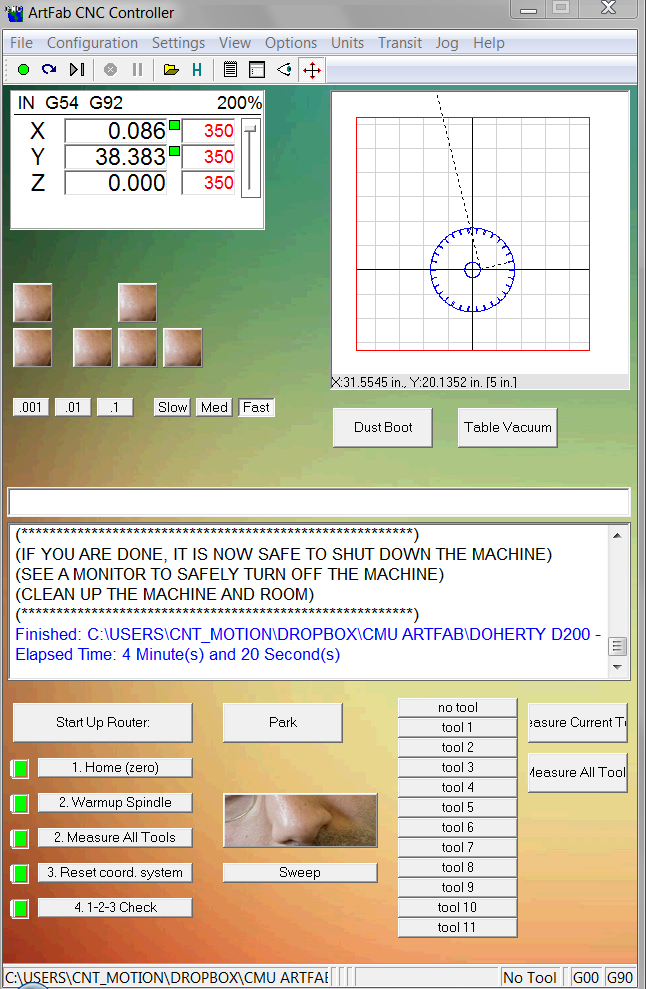 ArtFab CNC Controller
File Configuration Settings View Options Units Transit Jog Help
IN G54 G92 200%
X 0.086 350
Y 38.383 350
Z 0.000 350
X:31.5545 in., Y:20.1352 in. [5 in.]
.001 .01 .1 Slow Med Fast
Dust Boot Table Vacuum
(********************************************************)
(IF YOU ARE DONE, IT IS NOW SAFE TO SHUT DOWN THE MACHINE)
(SEE A MONITOR TO SAFELY TURN OFF THE MACHINE)
(CLEAN UP THE MACHINE AND ROOM)
(********************************************************)
Finished: C:\USERS\CNT_MOTION\DROPBOX\CMU ARTFAB\DOHERTY D200 -
Elapsed Time: 4 Minute(s) and 20 Second(s)
Start Up Router:
1. Home (zero)
2. Warmup Spindle
2. Measure All Tools
3. Reset coord. system
4. 1-2-3 Check
Park
Sweep
no tool
tool 1
tool 2
tool 3
tool 4
tool 5
tool 6
tool 7
tool 8
tool 9
tool 10
tool 11
easure Current T
Measure All Tool
C:\USERS\CNT_MOTION\DROPBOX\CMU ARTFA No Tool G00 G90